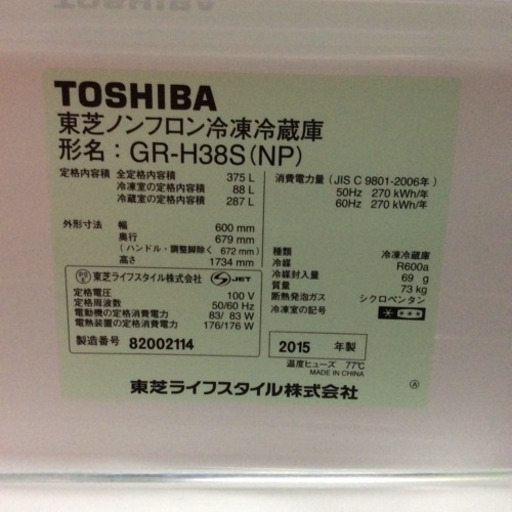 TOSHIBA
東芝ノンフロン冷凍冷蔵庫
形名：GR-H38S(NP)
定格内容積 全定格内容積 375 L
冷凍室の定格内容積 88 L
冷蔵室の定格内容積 287 L
外形寸法 幅 600 mm
奥行 679 mm
(ハンドル・調整脚除く 672 mm)
高さ 1734 mm
PS E 東芝ライフスタイル株式会社 S JET
定格電圧 100 V
定格周波数 50/60 Hz
電動機の定格消費電力 83/ 83 W
電熱装置の定格消費電力 176/176 W
製造番号 82002114
消費電力量 (JIS C 9801-2006年)
50Hz 270 kWh/年
60Hz 270 kWh/年
種類 冷凍冷蔵庫
冷媒 R600a
冷媒封入量 69 g
質量 73 kg
断熱発泡ガス シクロペンタン
冷凍室の記号
2015 年製
温度ヒューズ 77℃
MADE IN CHINA
東芝ライフスタイル株式会社
Ⓐ